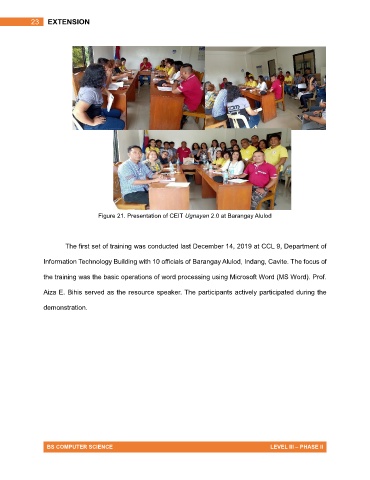 23 EXTENSION
Figure 21. Presentation of CEIT Ugnayan 2.0 at Barangay Alulod
The first set of training was conducted last December 14, 2019 at CCL 9, Department of
Information Technology Building with 10 officials of Barangay Alulod, Indang, Cavite. The focus of
the training was the basic operations of word processing using Microsoft Word (MS Word). Prof.
Aiza E. Bihis served as the resource speaker. The participants actively participated during the
demonstration.
BS COMPUTER SCIENCE LEVEL III – PHASE II